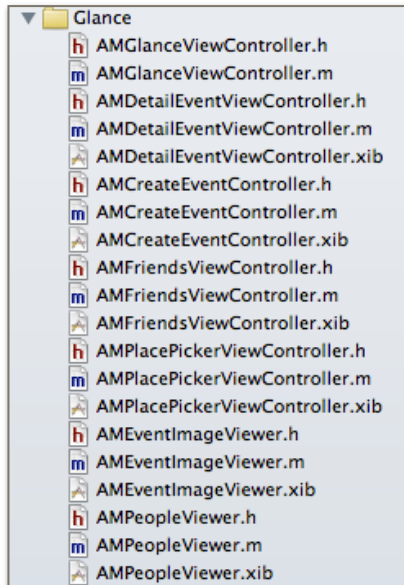 Glance
h AMGlanceViewController.h
m AMGlanceViewController.m
h AMDetailEventViewController.h
m AMDetailEventViewController.m
AMDetailEventViewController.xib
h AMCreateEventController.h
m AMCreateEventController.m
AMCreateEventController.xib
h AMFriendsViewController.h
m AMFriendsViewController.m
AMFriendsViewController.xib
h AMPlacePickerViewController.h
m AMPlacePickerViewController.m
AMPlacePickerViewController.xib
h AMEventImageViewer.h
m AMEventImageViewer.m
AMEventImageViewer.xib
h AMPeopleViewer.h
m AMPeopleViewer.m
AMPeopleViewer.xib